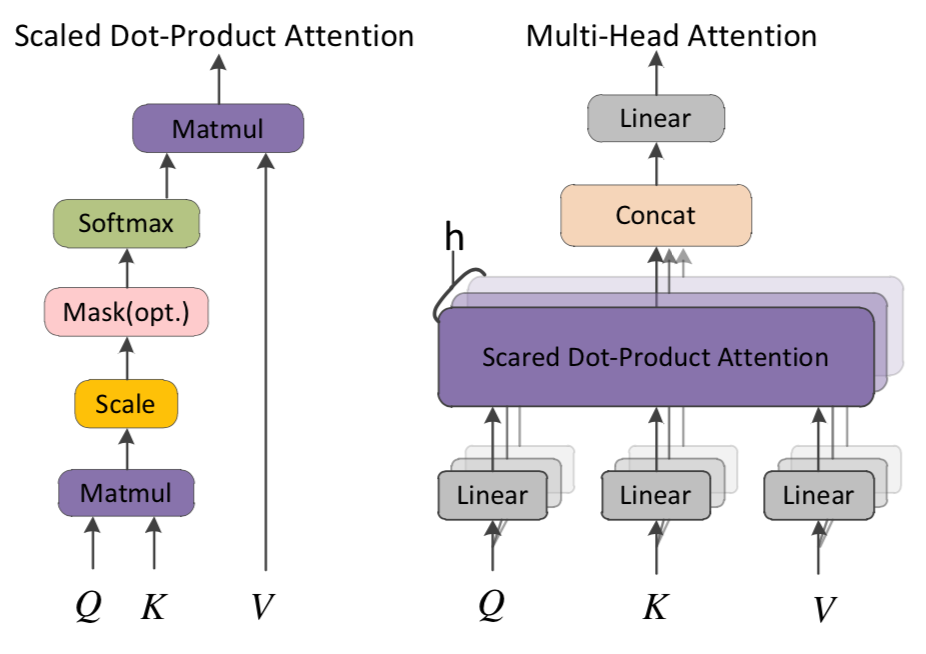 Scaled Dot-Product Attention
Matmul
Softmax
Mask(opt.)
Scale
Matmul
Q K V
Multi-Head Attention
Linear
Concat
h
Scared Dot-Product Attention
Linear Linear Linear
Q K V